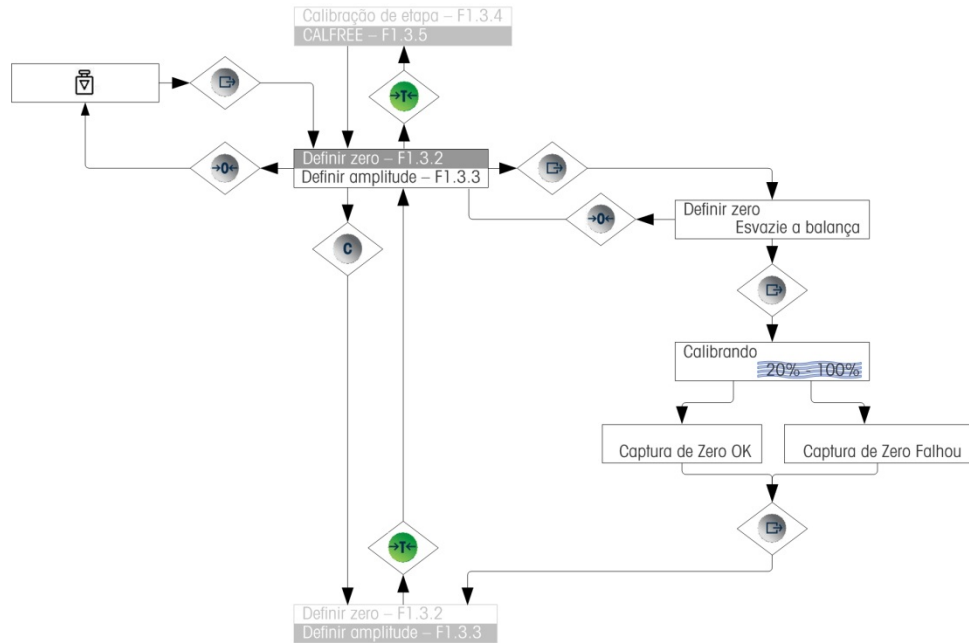 Calibração de etapa – F1.3.4
CALFREE – F1.3.5
→T←
→0←
Definir zero – F1.3.2
Definir amplitude – F1.3.3
→0←
Definir zero
Esvazie a balança
C
Calibrando
20% - 100%
Captura de Zero OK
Captura de Zero Falhou
→T←
Definir zero – F1.3.2
Definir amplitude – F1.3.3